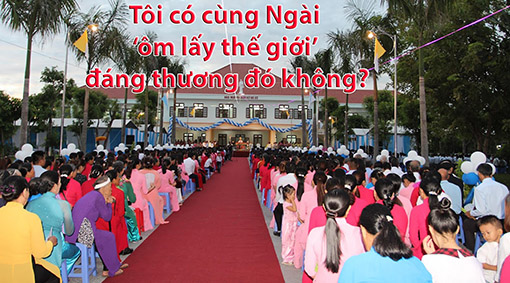 Tôi có cùng Ngài
‘ôm lấy thế giới’
đáng thương đó không?